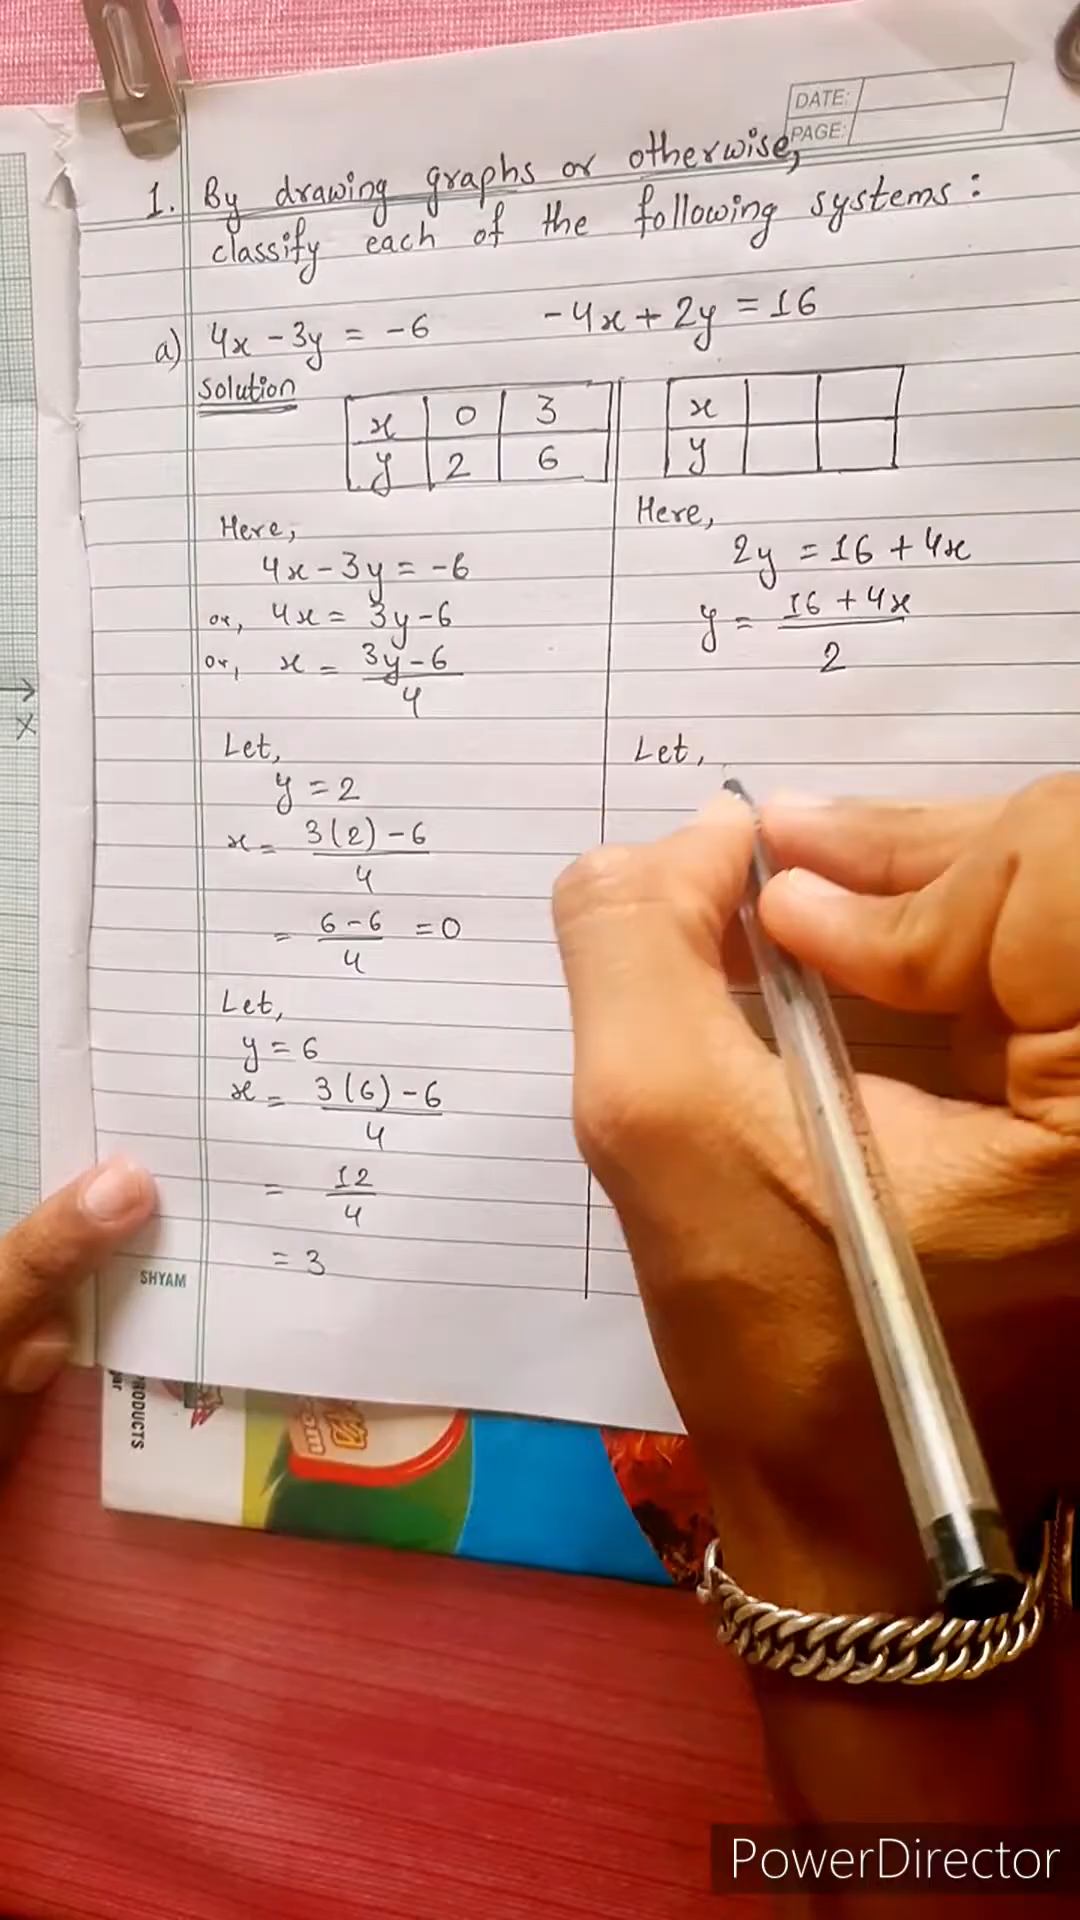 DATE:
PAGE:
1. By drawing graphs or otherwise,
classify each of the following systems:
a) 4x - 3y = -6 -4x + 2y = 16
Solution
x 0 3
y 2 6
Here,
4x - 3y = -6
or, 4x = 3y - 6
or, x = 3y - 6
4
Let,
y = 2
x = 3(2) - 6
4
= 6 - 6 = 0
4
Let,
y = 6
x = 3(6) - 6
4
= 12
4
= 3
x
y
Here,
2y = 16 + 4x
y = 16 + 4x
2
Let,
SHYAM
X
PRODUCTS
PowerDirector